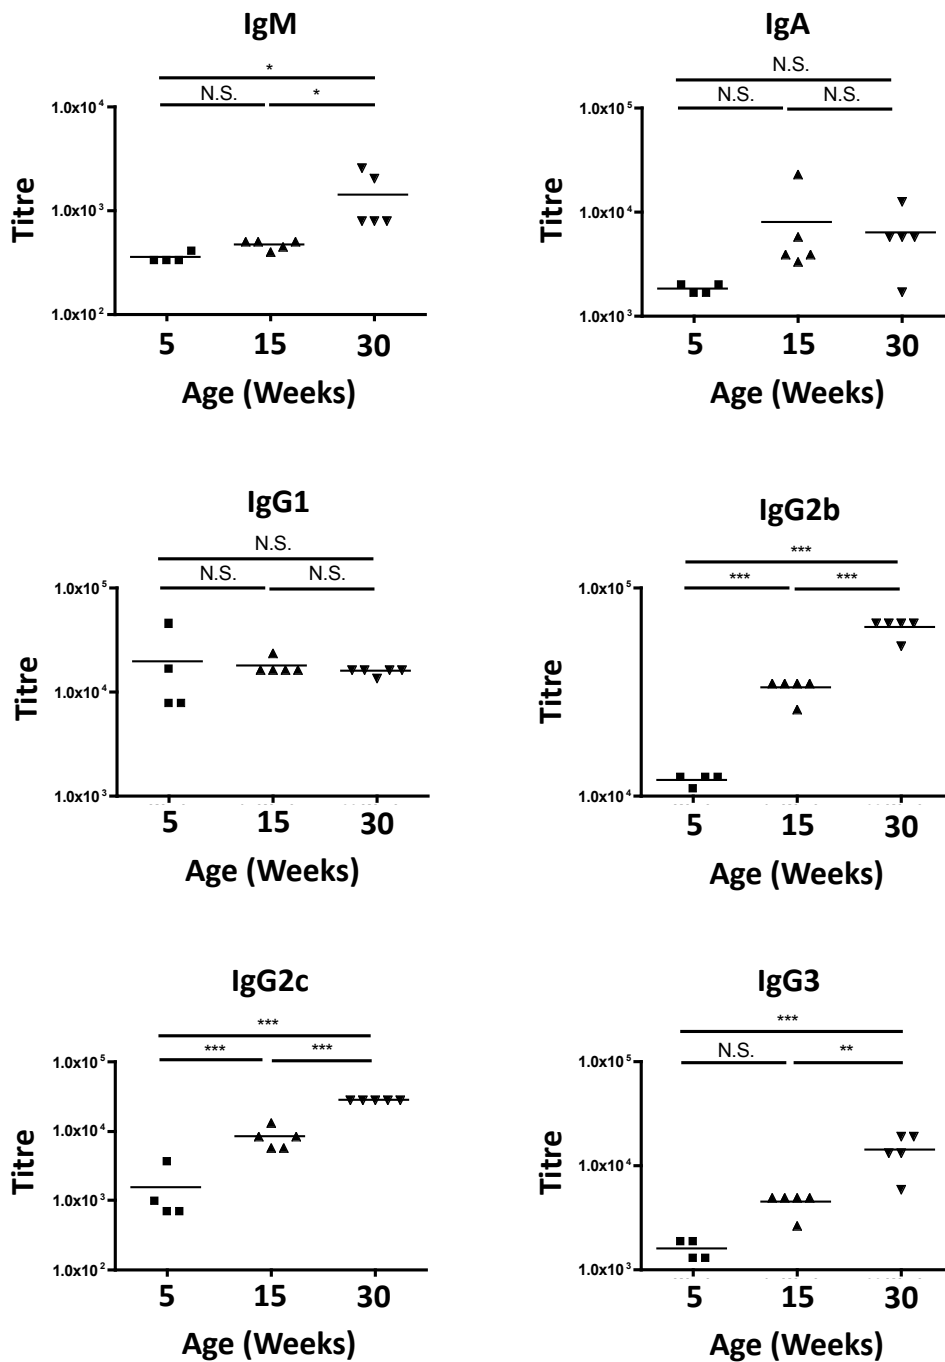 IgM
*
N.S. *
1.0x10⁴
1.0x10³
1.0x10²
Titre
5 15 30
Age (Weeks)
IgA
N.S.
N.S. N.S.
1.0x10⁵
1.0x10⁴
1.0x10³
Titre
5 15 30
Age (Weeks)
IgG1
N.S.
N.S. N.S.
1.0x10⁵
1.0x10⁴
1.0x10³
Titre
5 15 30
Age (Weeks)
IgG2b
***
*** ***
1.0x10⁵
1.0x10⁴
Titre
5 15 30
Age (Weeks)
IgG2c
***
*** ***
1.0x10⁵
1.0x10⁴
1.0x10³
1.0x10²
Titre
5 15 30
Age (Weeks)
IgG3
***
N.S. **
1.0x10⁵
1.0x10⁴
1.0x10³
Titre
5 15 30
Age (Weeks)